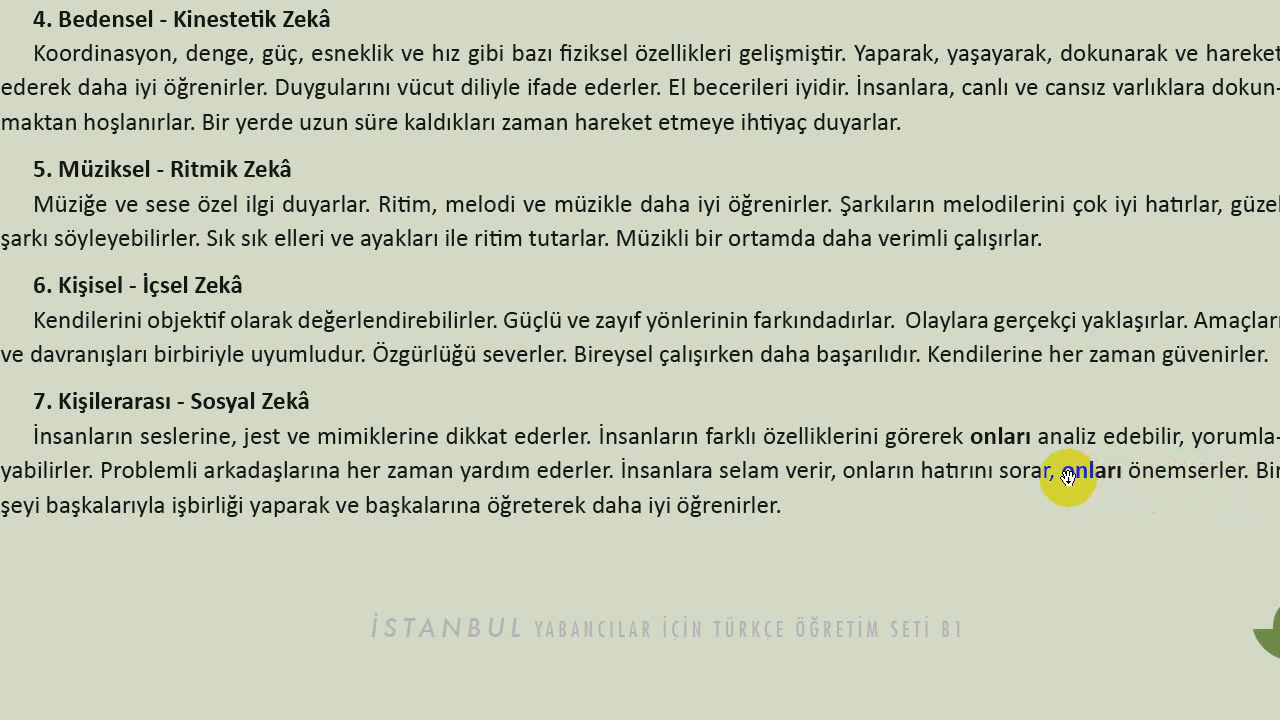 4. Bedensel - Kinestetik Zekâ
Koordinasyon, denge, güç, esneklik ve hız gibi bazı fiziksel özellikleri gelişmiştir. Yaparak, yaşayarak, dokunarak ve hareket
ederek daha iyi öğrenirler. Duygularını vücut diliyle ifade ederler. El becerileri iyidir. İnsanlara, canlı ve cansız varlıklara dokun-
maktan hoşlanırlar. Bir yerde uzun süre kaldıkları zaman hareket etmeye ihtiyaç duyarlar.
5. Müziksel - Ritmik Zekâ
Müziğe ve sese özel ilgi duyarlar. Ritim, melodi ve müzikle daha iyi öğrenirler. Şarkıların melodilerini çok iyi hatırlar, güzel
şarkı söyleyebilirler. Sık sık elleri ve ayakları ile ritim tutarlar. Müzikli bir ortamda daha verimli çalışırlar.
6. Kişisel - İçsel Zekâ
Kendilerini objektif olarak değerlendirebilirler. Güçlü ve zayıf yönlerinin farkındadırlar. Olaylara gerçekçi yaklaşırlar. Amaçları
ve davranışları birbiriyle uyumludur. Özgürlüğü severler. Bireysel çalışırken daha başarılıdır. Kendilerine her zaman güvenirler.
7. Kişilerarası - Sosyal Zekâ
İnsanların seslerine, jest ve mimiklerine dikkat ederler. İnsanların farklı özelliklerini görerek onları analiz edebilir, yorumla-
yabilirler. Problemli arkadaşlarına her zaman yardım ederler. İnsanlara selam verir, onların hatırını sorar, onları önemserler. Bir
şeyi başkalarıyla işbirliği yaparak ve başkalarına öğreterek daha iyi öğrenirler.
İSTANBUL YABANCILAR İÇİN TÜRKÇE ÖĞRETİM SETİ B1